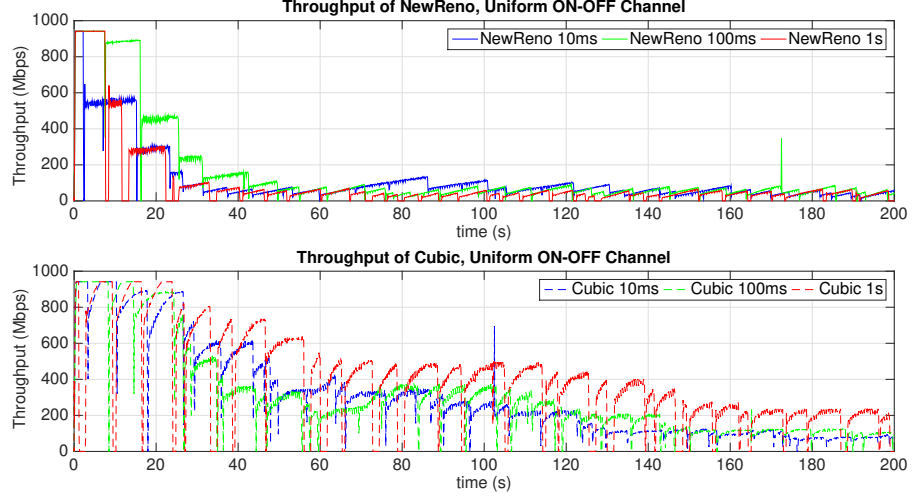 Throughput of NewReno, Uniform ON-OFF Channel
NewReno 10ms NewReno 100ms NewReno 1s
Throughput (Mbps)
1000
800
600
400
200
0
0 20 40 60 80 100 120 140 160 180 200
time (s)
Throughput of Cubic, Uniform ON-OFF Channel
Cubic 10ms Cubic 100ms Cubic 1s
Throughput (Mbps)
1000
800
600
400
200
0
0 20 40 60 80 100 120 140 160 180 200
time (s)